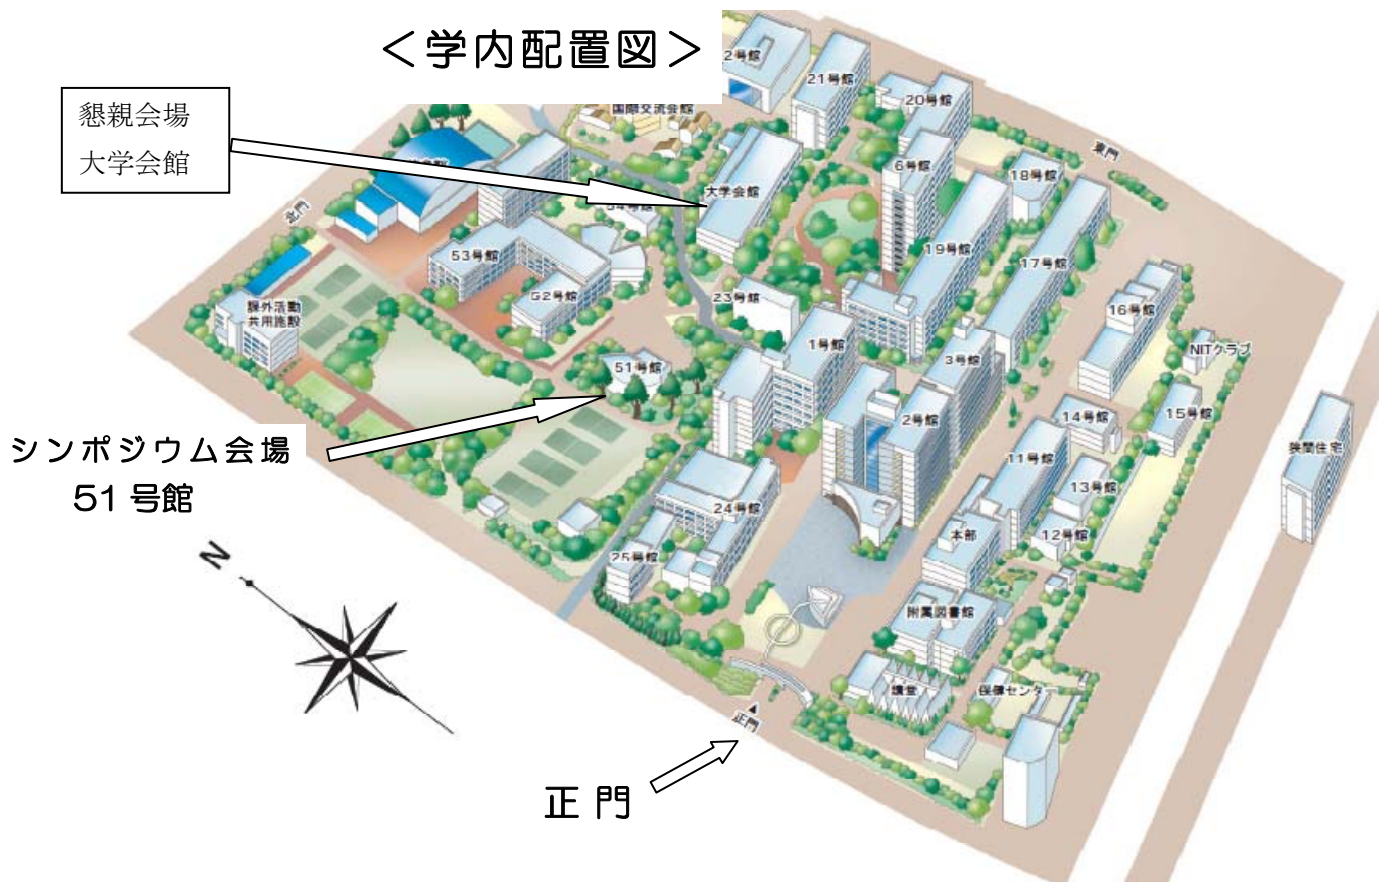 <学内配置図>
懇親会場
大学会館
2号館
21号館
20号館
国際交流会館
東門
6号館
18号館
大学会館
北門
54号館
19号館
17号館
53号館
G2号館
23号館
16号館
課外活動
共用施設
1号館
3号館
NITクラブ
51号館
14号館
15号館
2号館
11号館
狭間住宅
シンポジウム会場
51号館
13号館
24号館
本部
12号館
25号館
N
附属図書館
講堂
保健センター
正門
正門